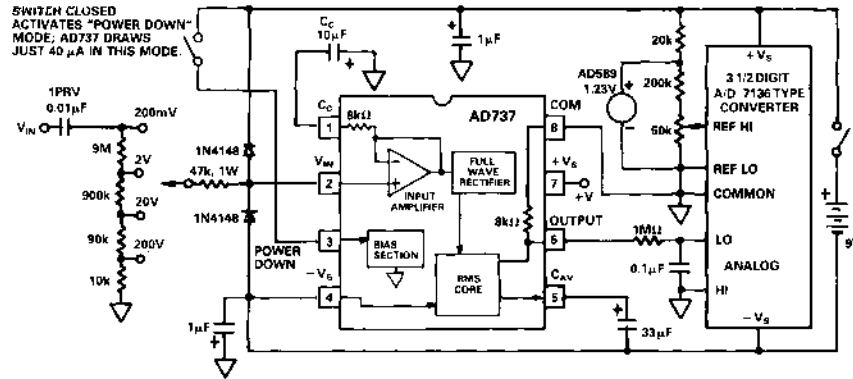 SWITCH CLOSED
ACTIVATES "POWER DOWN"
MODE; AD737 DRAWS
JUST 40 µA IN THIS MODE.
CC
10µF
+
1µF
+
20k
+VS
AD589
1.23V
+
−
200k
3 1/2 DIGIT
A/D 7136 TYPE
CONVERTER
1PRV
0.01µF
VIN
200mV
9M
2V
900k
20V
90k
200V
10k
1N4148
47k, 1W
1N4148
CC
1
8kΩ
AD737
COM
8
REF HI
VIN
2
−
+
INPUT
AMPLIFIER
FULL
WAVE
RECTIFIER
+VS
7
+V
REF LO
COMMON
3
POWER
DOWN
BIAS
SECTION
8kΩ
OUTPUT
6
1MΩ
LO
0.1µF
ANALOG
HI
−VS
4
RMS
CORE
CAV
5
1µF
+
+
33µF
−VS
+
9